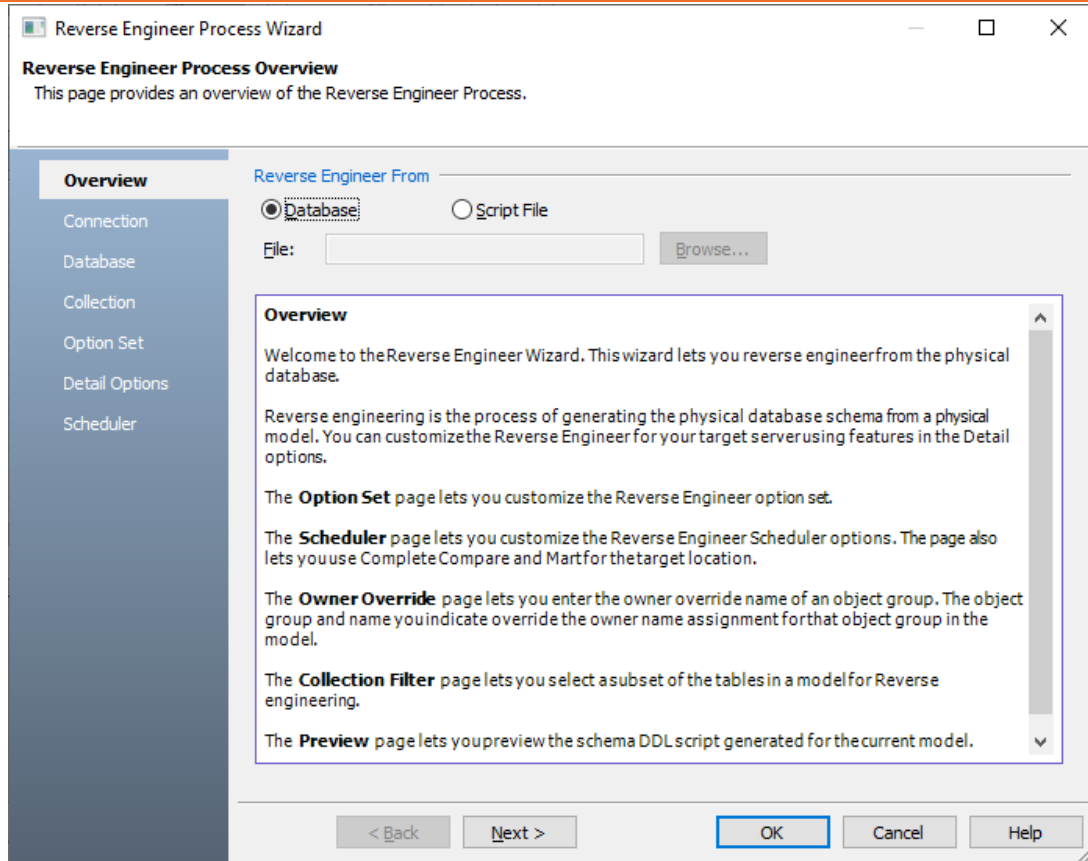 Reverse Engineer Process Wizard
Reverse Engineer Process Overview
This page provides an overview of the Reverse Engineer Process.
Overview
Connection
Database
Collection
Option Set
Detail Options
Scheduler
Reverse Engineer From
Database Script File
File: Browse...
Overview
Welcome to the Reverse Engineer Wizard. This wizard lets you reverse engineer from the physical
database.
Reverse engineering is the process of generating the physical database schema from a physical
model. You can customize the Reverse Engineer for your target server using features in the Detail
options.
The Option Set page lets you customize the Reverse Engineer option set.
The Scheduler page lets you customize the Reverse Engineer Scheduler options. The page also
lets you use Complete Compare and Mart for the target location.
The Owner Override page lets you enter the owner override name of an object group. The object
group and name you indicate override the owner name assignment for that object group in the
model.
The Collection Filter page lets you select a subset of the tables in a model for Reverse
engineering.
The Preview page lets you preview the schema DDL script generated for the current model.
< Back Next > OK Cancel Help